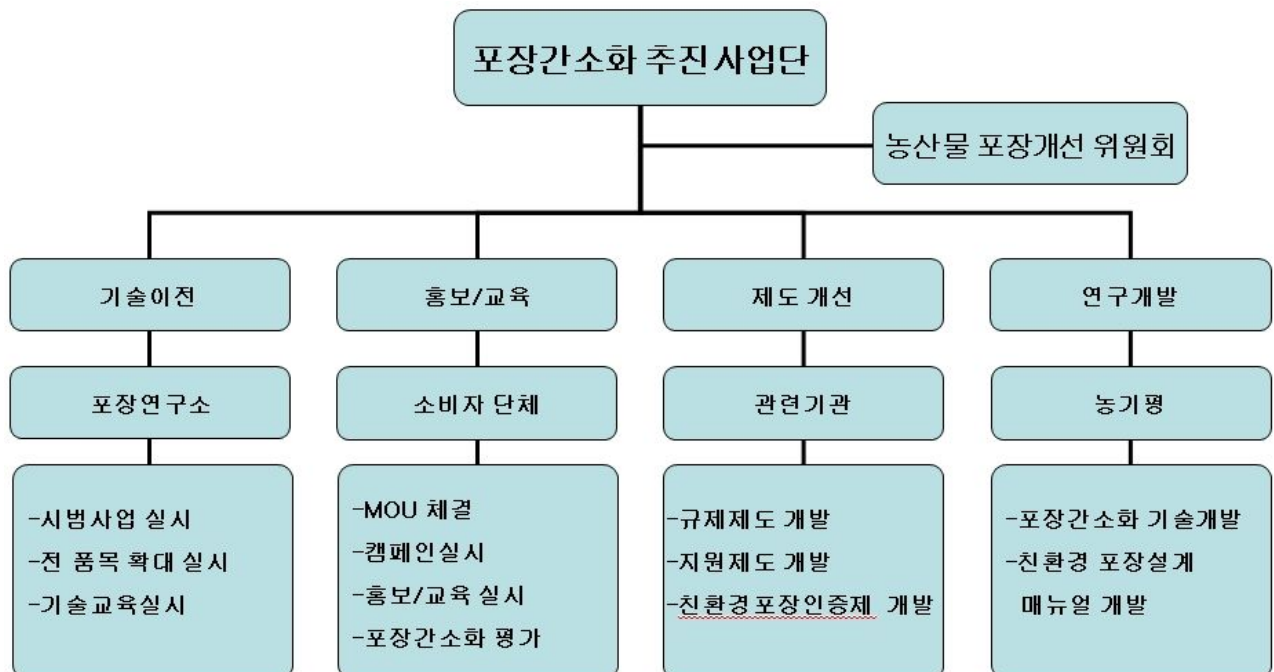 포장간소화 추진사업단
농산물 포장개선 위원회
기술이전
홍보/교육
제도 개선
연구개발
포장연구소
소비자 단체
관련기관
농기평
-시범사업 실시
-전 품목 확대 실시
-기술교육실시
-MOU 체결
-캠페인실시
-홍보/교육 실시
-포장간소화 평가
-규제제도 개발
-지원제도 개발
-친환경포장인증제 개발
-포장간소화 기술개발
-친환경 포장설계
매뉴얼 개발